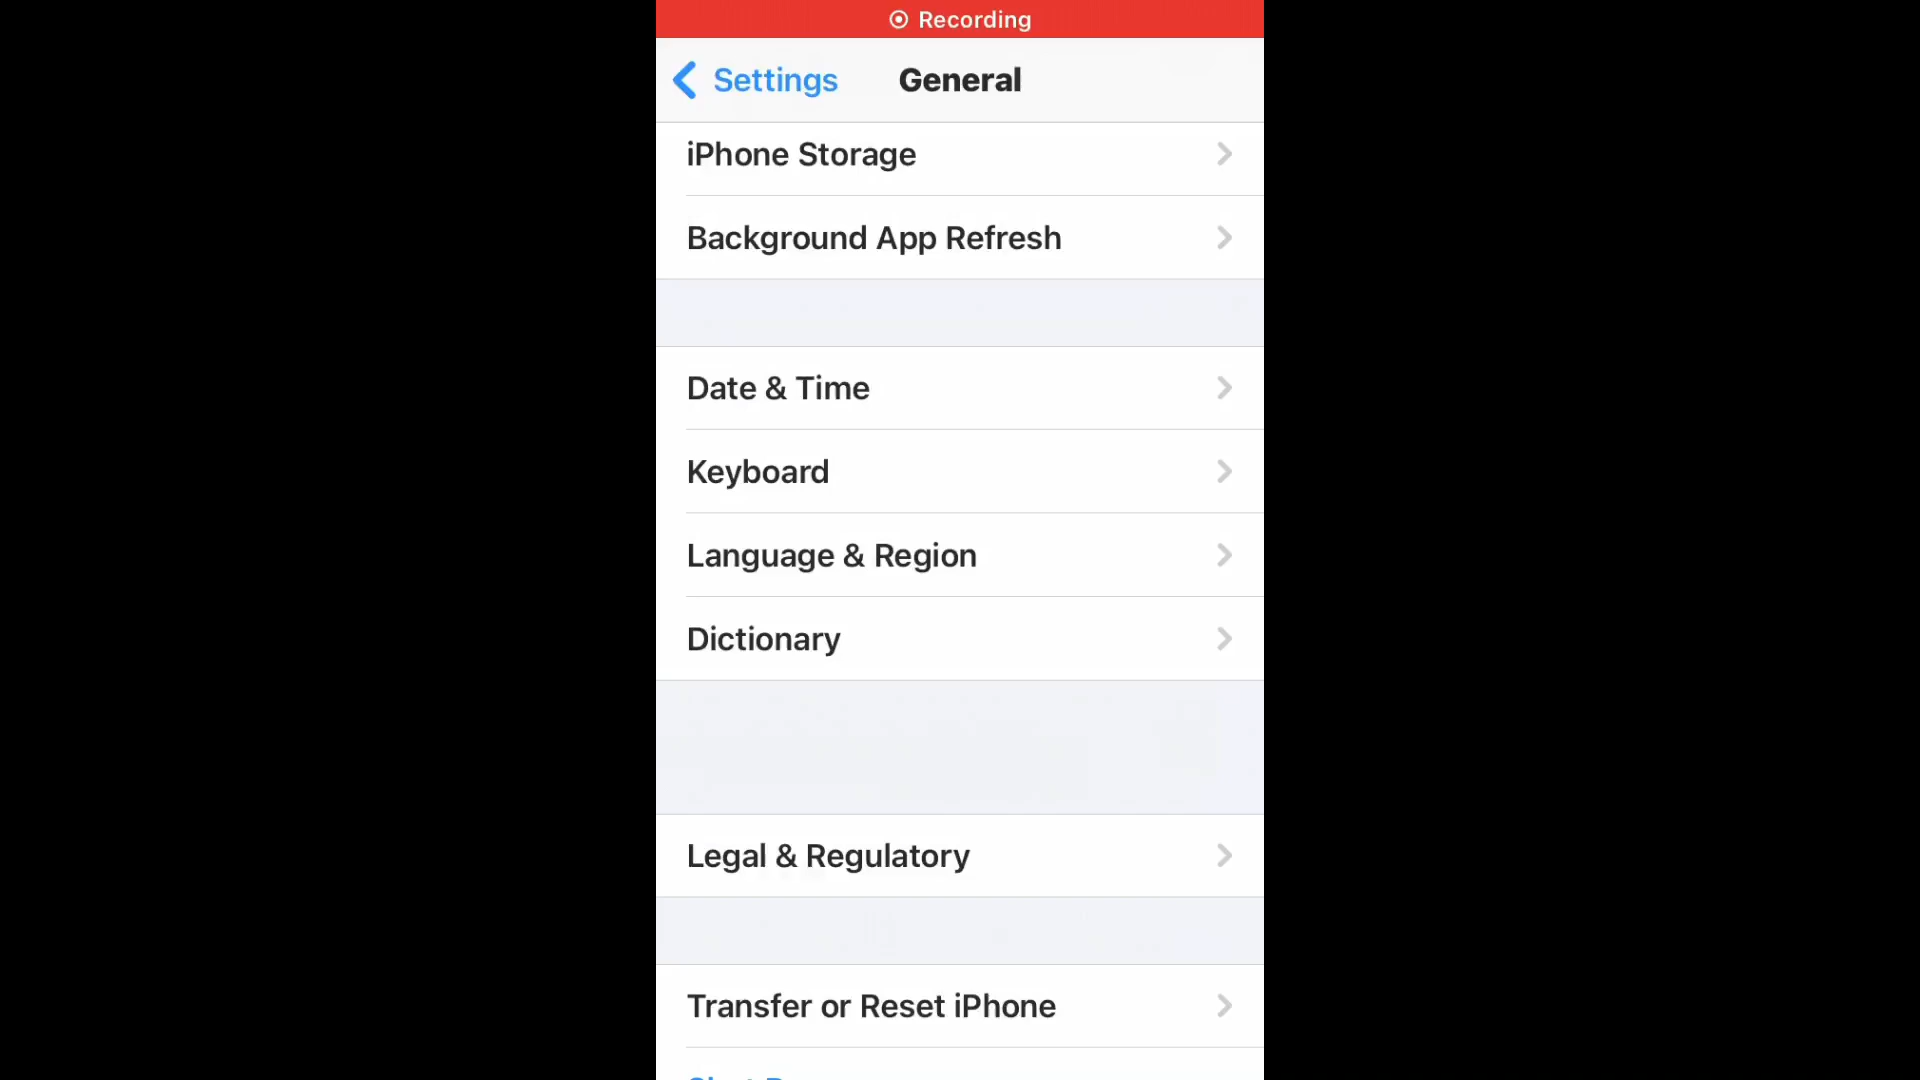 Recording
Settings
General
iPhone Storage
Background App Refresh
Date & Time
Keyboard
Language & Region
Dictionary
Legal & Regulatory
Transfer or Reset iPhone